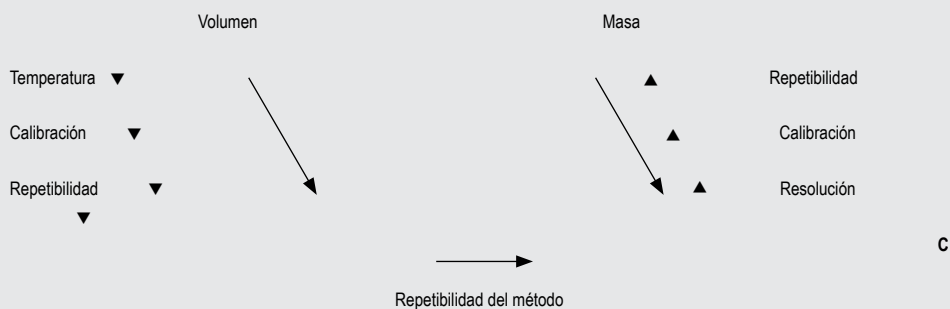 Volumen Masa
Temperatura Repetibilidad
Calibración Calibración
Repetibilidad Resolución
C
Repetibilidad del método